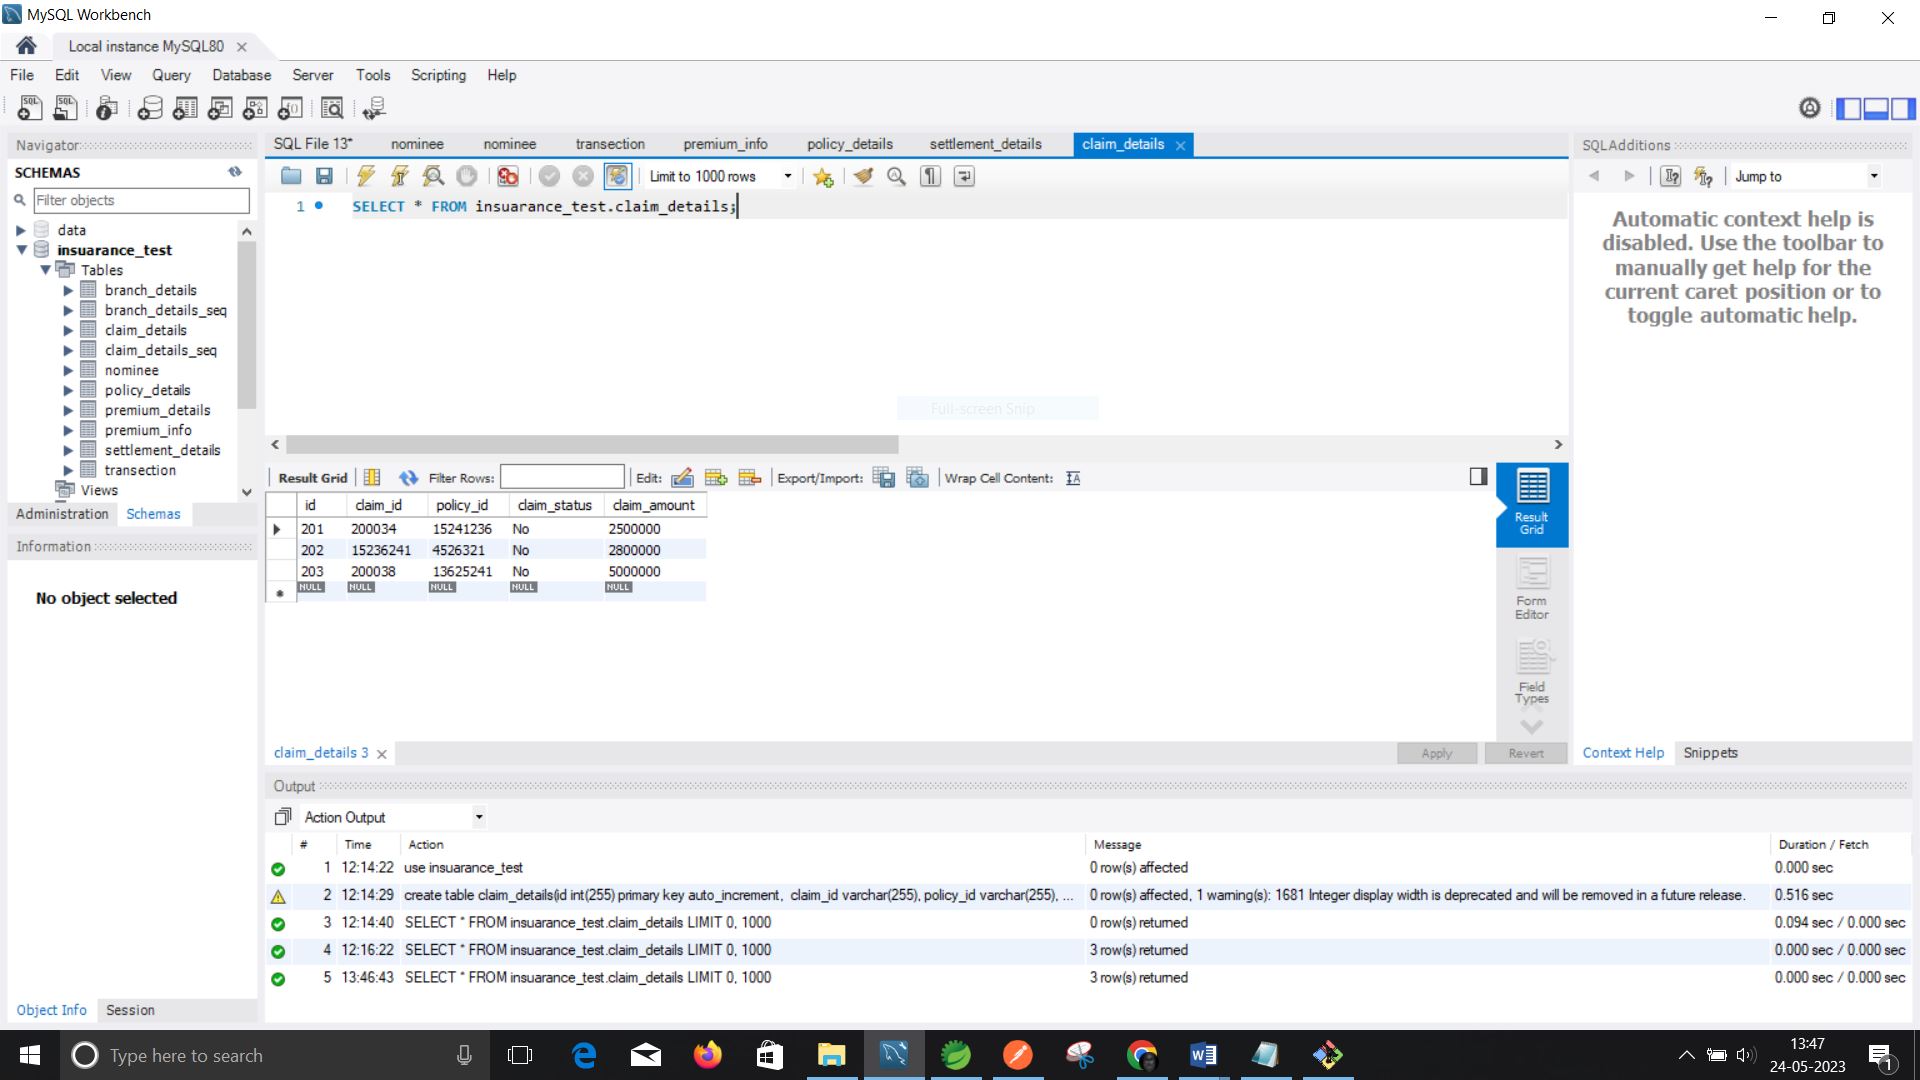 MySQL Workbench
Local instance MySQL80
File Edit View Query Database Server Tools Scripting Help
Navigator
SCHEMAS
Filter objects
data
insuarance_test
Tables
branch_details
branch_details_seq
claim_details
claim_details_seq
nominee
policy_details
premium_details
premium_info
settlement_details
transection
Views
Administration Schemas
Information
No object selected
Object Info Session
SQL File 13* nominee nominee transection premium_info policy_details settlement_details claim_details
Limit to 1000 rows
1 SELECT * FROM insuarance_test.claim_details;
Full-screen Snip
Result Grid Filter Rows: Edit: Export/Import: Wrap Cell Content:
id claim_id policy_id claim_status claim_amount
201 200034 15241236 No 2500000
202 15236241 4526321 No 2800000
203 200038 13625241 No 5000000
NULL NULL NULL NULL NULL
Result
Grid
Form
Editor
Field
Types
claim_details 3
Apply Revert
SQLAdditions
Jump to
Automatic context help is
disabled. Use the toolbar to
manually get help for the
current caret position or to
toggle automatic help.
Context Help Snippets
Output
Action Output
# Time Action Message Duration / Fetch
1 12:14:22 use insuarance_test 0 row(s) affected 0.000 sec
2 12:14:29 create table claim_details(id int(255) primary key auto_increment, claim_id varchar(255), policy_id varchar(255), ... 0 row(s) affected, 1 warning(s): 1681 Integer display width is deprecated and will be removed in a future release. 0.516 sec
3 12:14:40 SELECT * FROM insuarance_test.claim_details LIMIT 0, 1000 0 row(s) returned 0.094 sec / 0.000 sec
4 12:16:22 SELECT * FROM insuarance_test.claim_details LIMIT 0, 1000 3 row(s) returned 0.000 sec / 0.000 sec
5 13:46:43 SELECT * FROM insuarance_test.claim_details LIMIT 0, 1000 3 row(s) returned 0.000 sec / 0.000 sec
Type here to search
13:47
24-05-2023
1